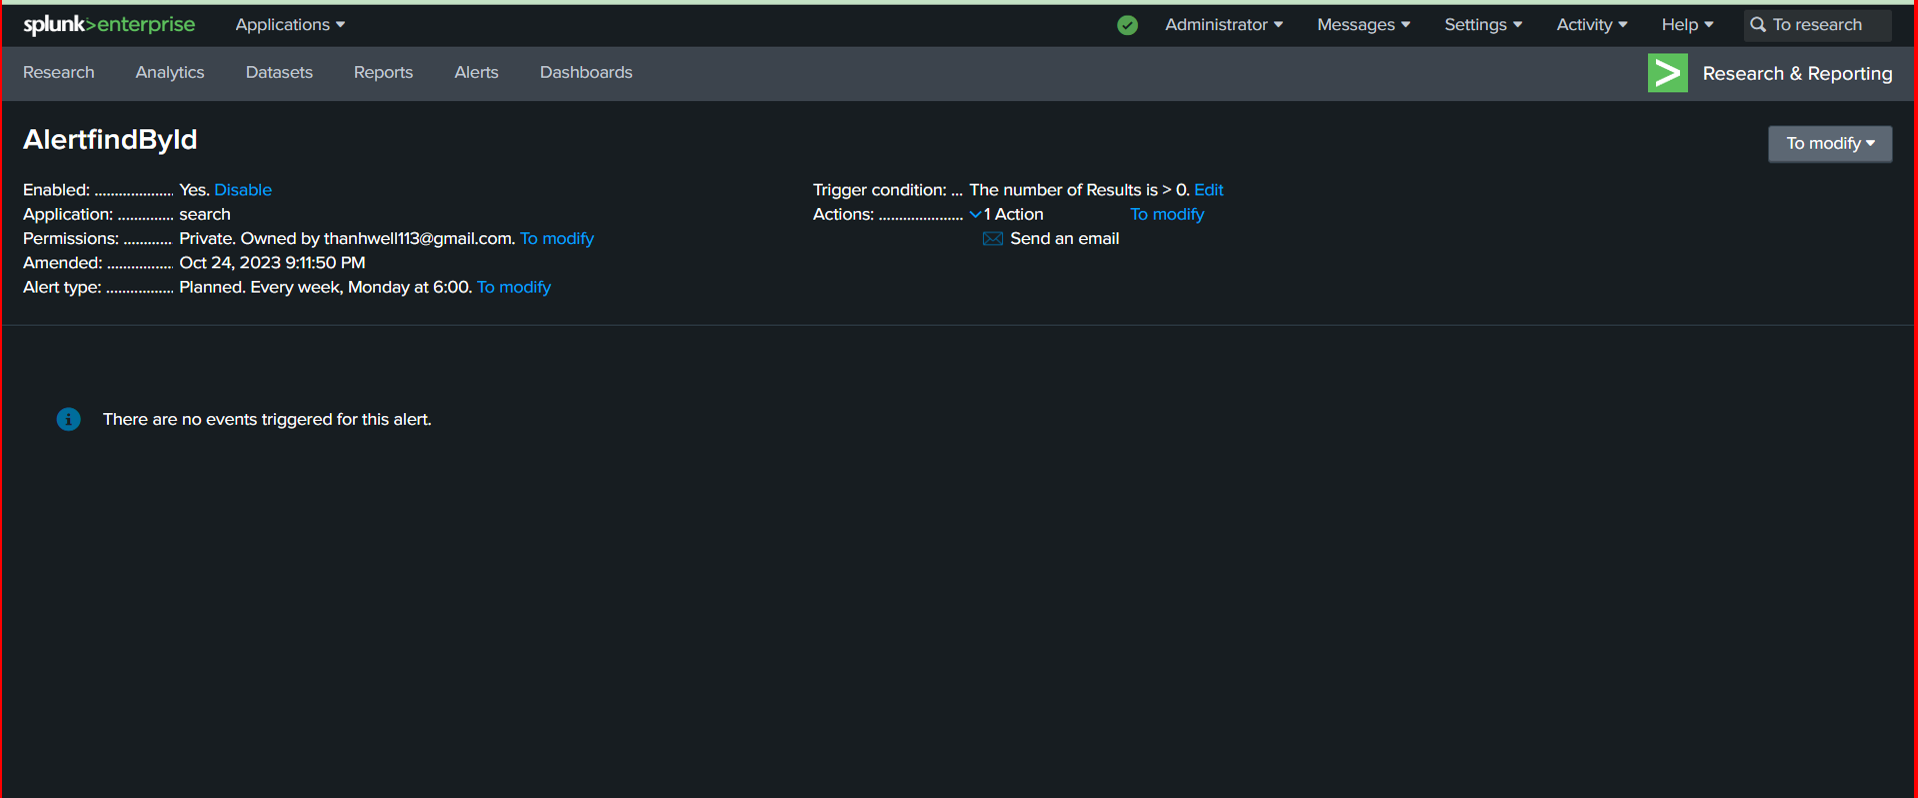 splunk>enterprise Applications Administrator Messages Settings Activity Help To research
Research Analytics Datasets Reports Alerts Dashboards > Research & Reporting
AlertfindById
To modify
Enabled: .................... Yes. Disable
Application: .............. search
Permissions: ............ Private. Owned by thanhwell113@gmail.com. To modify
Amended: ................. Oct 24, 2023 9:11:50 PM
Alert type: ................. Planned. Every week, Monday at 6:00. To modify
Trigger condition: ... The number of Results is > 0. Edit
Actions: ..................... 1 Action To modify
Send an email
There are no events triggered for this alert.